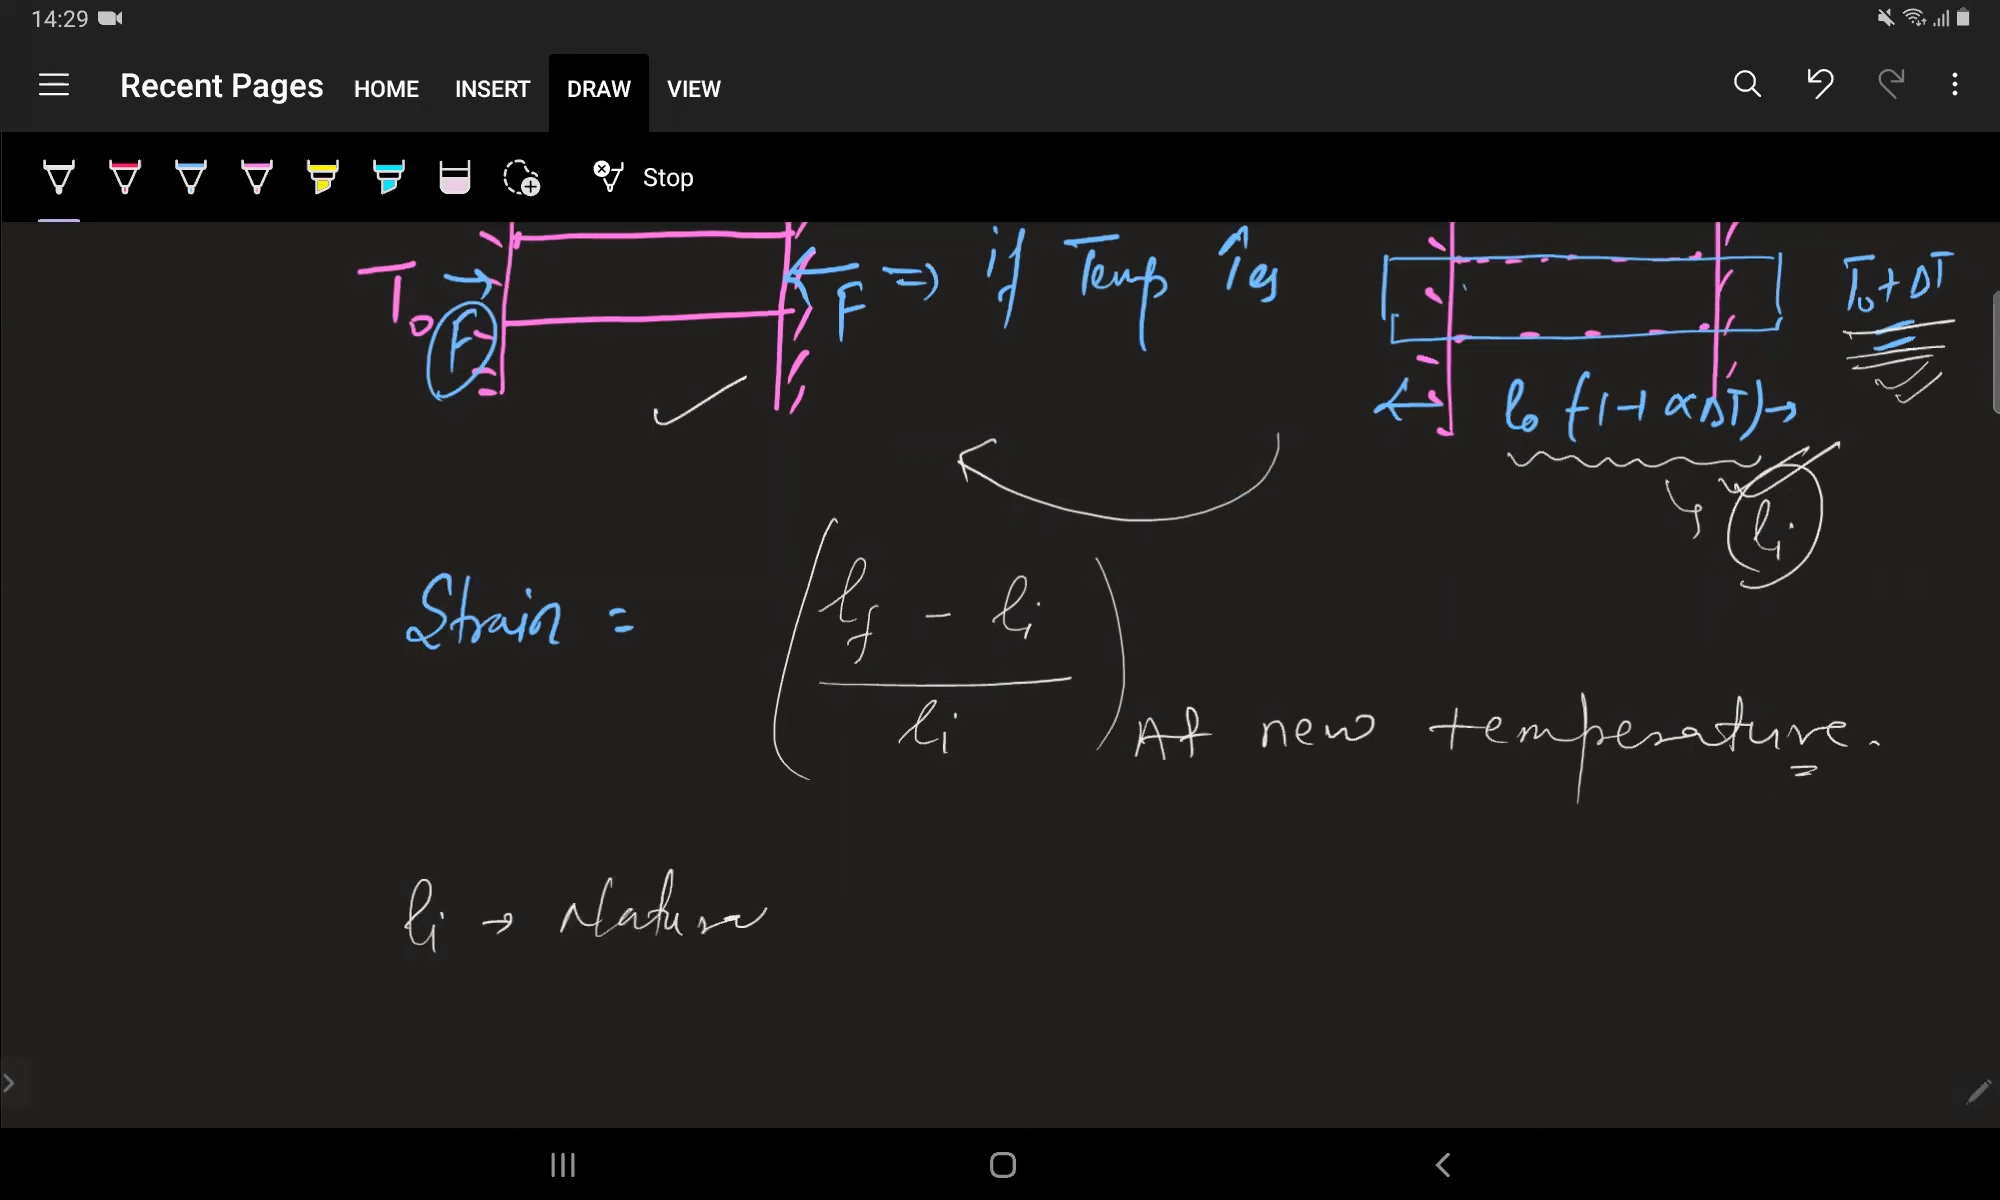 14:29
Recent Pages HOME INSERT DRAW VIEW
Stop
T₀ → F ← F ⇒ if Temp ↑es T₀ + ΔT
← l₀ (1 + αΔT) →
li
Strain = (lf - li / li) At new temperature.
li → Natura